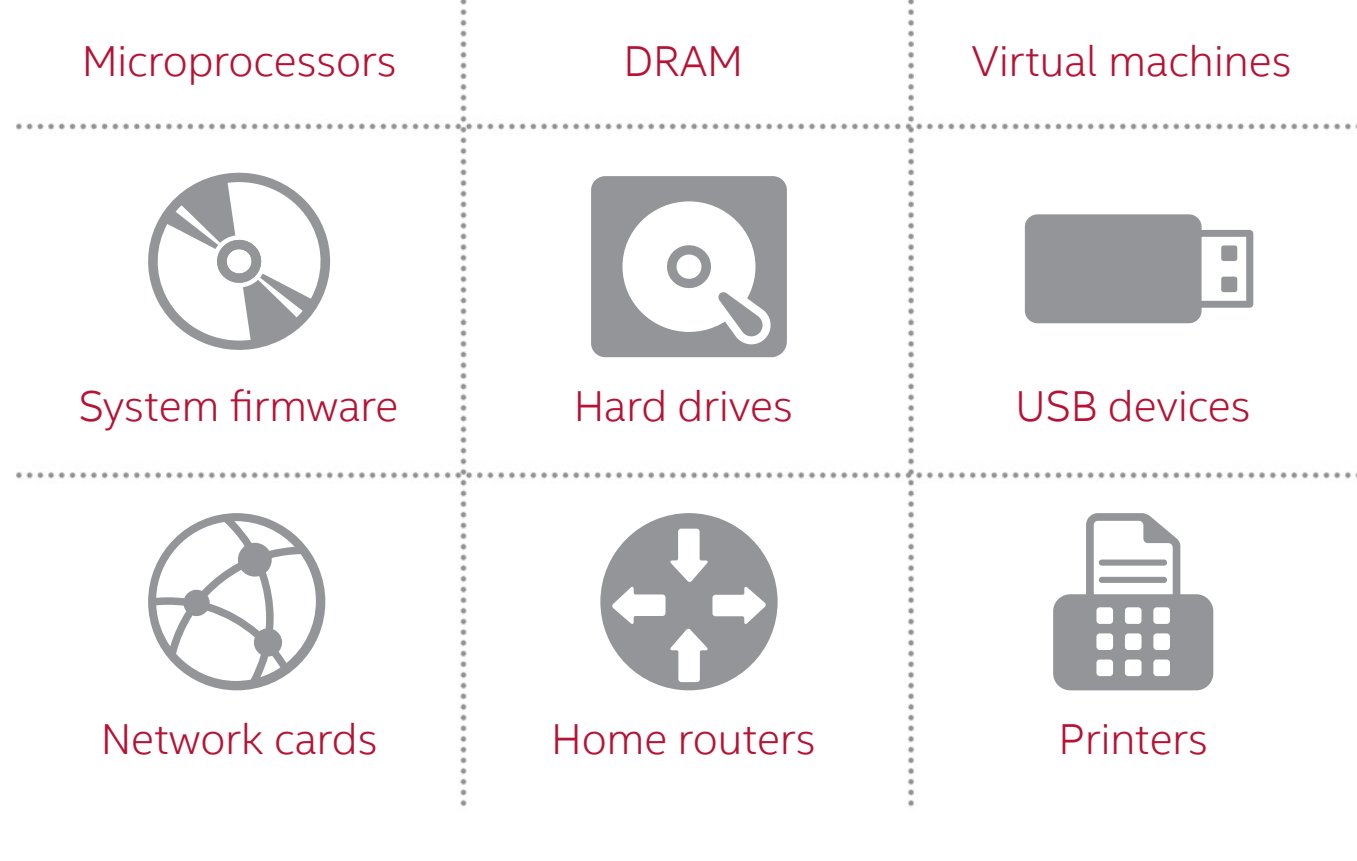 Microprocessors
DRAM
Virtual machines
System firmware
Hard drives
USB devices
Network cards
Home routers
Printers